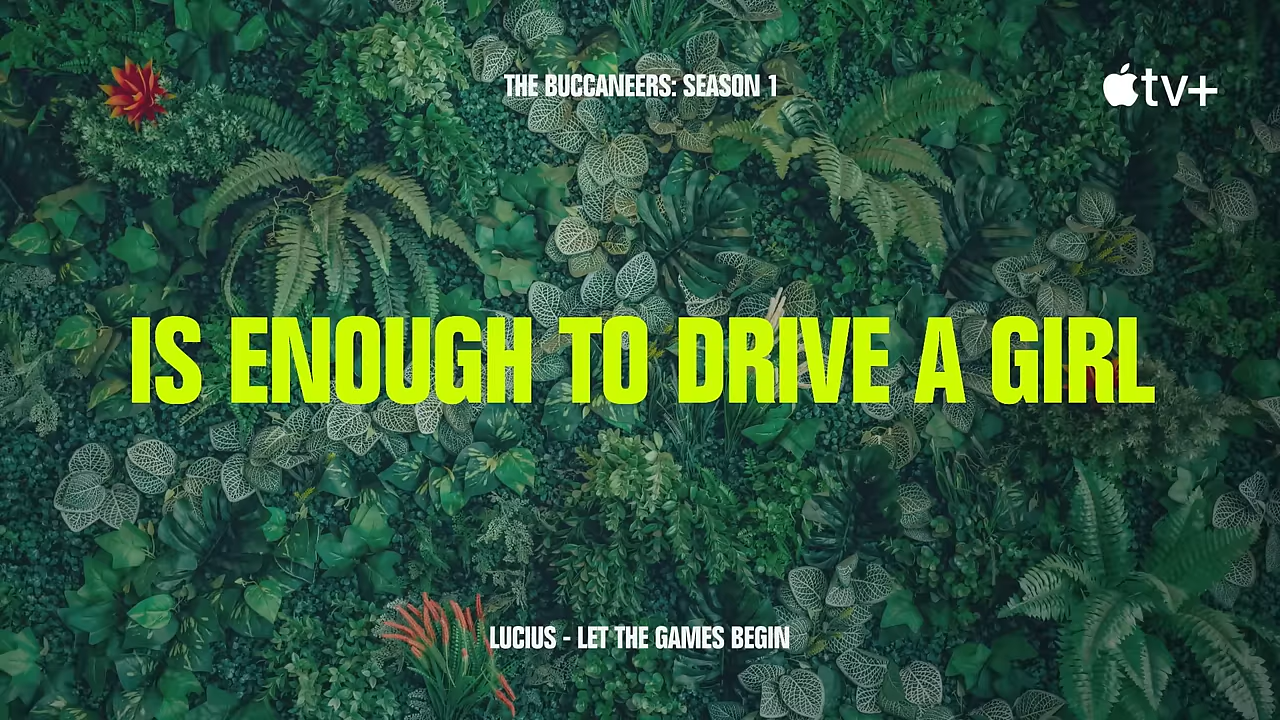 THE BUCCANEERS: SEASON 1
tv+
IS ENOUGH TO DRIVE A GIRL
LUCIUS - LET THE GAMES BEGIN